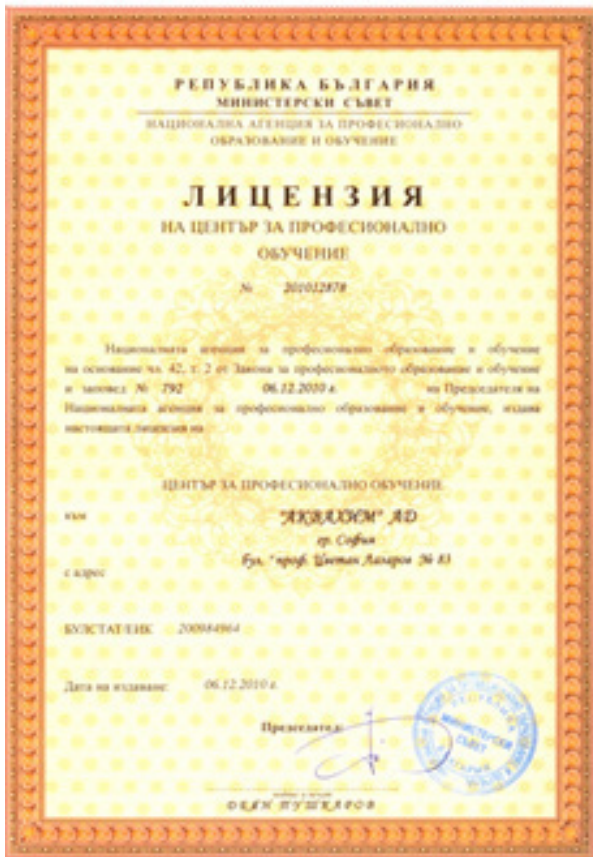 РЕПУБЛИКА БЪЛГАРИЯ
МИНИСТЕРСКИ СЪВЕТ
НАЦИОНАЛНА АГЕНЦИЯ ЗА ПРОФЕСИОНАЛНО
ОБРАЗОВАНИЕ И ОБУЧЕНИЕ
ЛИЦЕНЗИЯ
НА ЦЕНТЪР ЗА ПРОФЕСИОНАЛНО
ОБУЧЕНИЕ
№ 201012878
Националната агенция за професионално образование и обучение
на основание чл. 42, т. 2 от Закона за професионалното образование и обучение
и заповед № 792 06.12.2010 г. на Председателя на
Националната агенция за професионално образование и обучение, издава
настоящата лицензия на
ЦЕНТЪР ЗА ПРОФЕСИОНАЛНО ОБУЧЕНИЕ
към "АКВАХИМ" АД
гр. София
Бул. "проф. Цветан Лазаров № 83
с адрес
БУЛСТАТ/ЕИК 200984964
Дата на издаване: 06.12.2010 г.
Председател:
МИНИСТЕРСКИ
СЪВЕТ
ДЕЯН ПУШКАРОВ